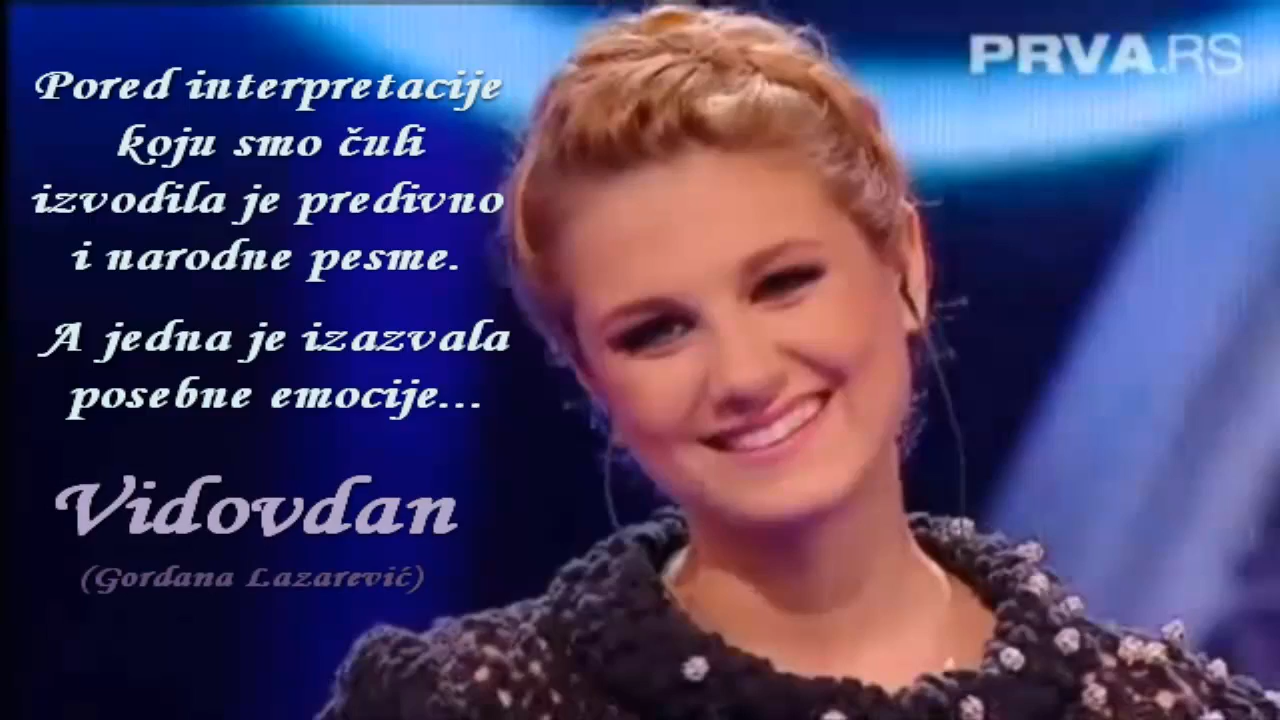 PRVA.RS
Pored interpretacije
koju smo čuli
izvodila je predivno
i narodne pesme.
A jedna je izazvala
posebne emocije...
Vidovdan
(Gordana Lazarević)